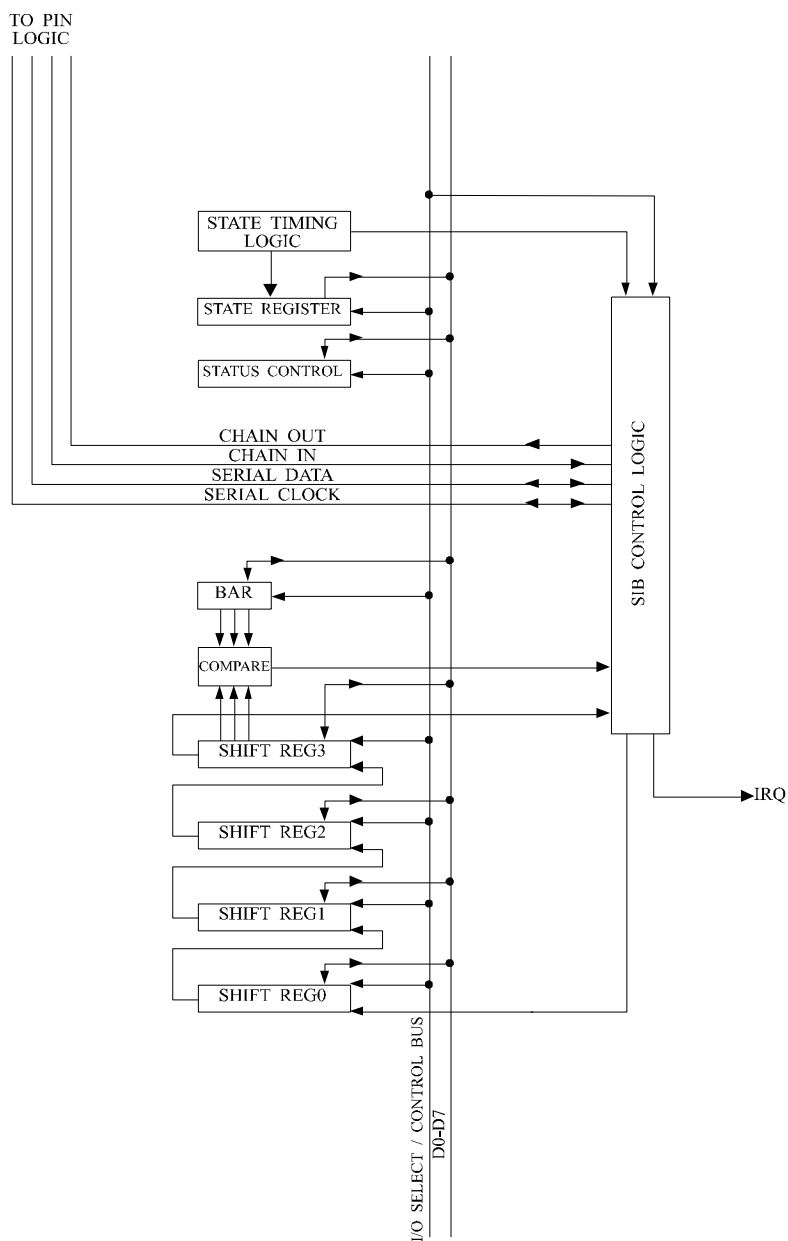 TO PIN
LOGIC
STATE TIMING
LOGIC
STATE REGISTER
STATUS CONTROL
CHAIN OUT
CHAIN IN
SERIAL DATA
SERIAL CLOCK
SIB CONTROL LOGIC
BAR
COMPARE
SHIFT REG3
IRQ
SHIFT REG2
SHIFT REG1
SHIFT REG0
I/O SELECT / CONTROL BUS
D0-D7